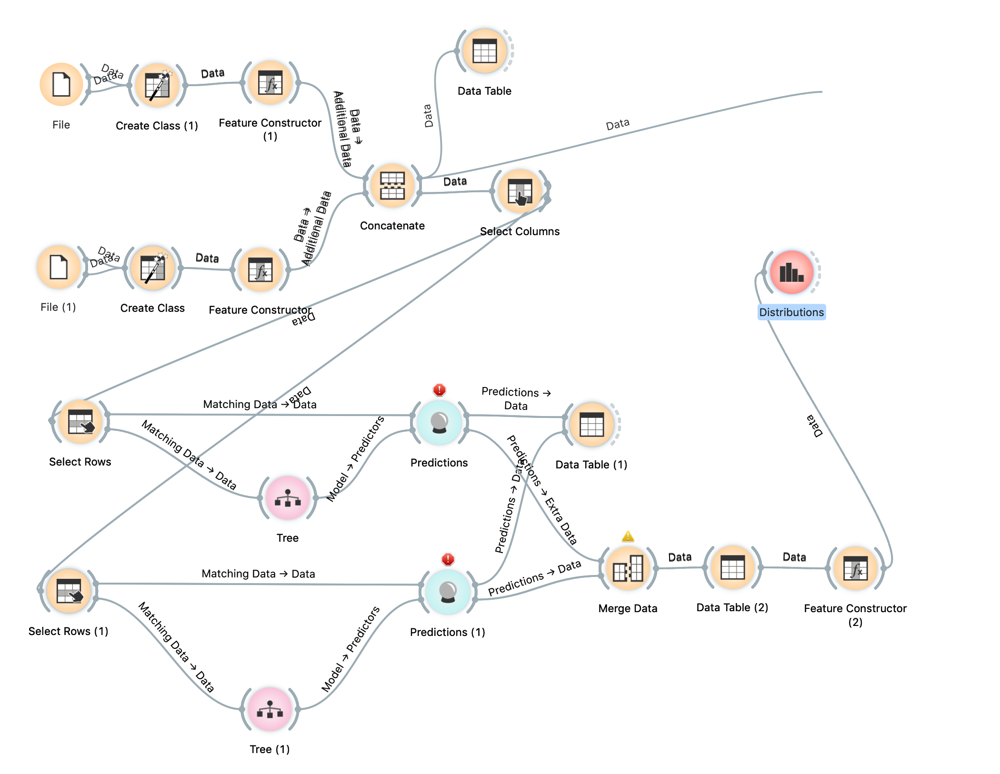 Data Table
Data
Data
File
Data
Create Class (1)
Data
Feature Constructor
(1)
Data →
Additional Data
Data
Data
Data
Concatenate
Select Columns
Data →
Additional Data
Data
Data
File (1)
Data
Create Class
Feature Constructor
Data
Data
Distributions
Data
Matching Data → Data
Select Rows
Matching Data → Data
Tree
Model → Predictors
Predictions
Predictions →
Data
Data Table (1)
Predictions → Extra Data
Predictions → Data
Matching Data → Data
Select Rows (1)
Matching Data → Data
Tree (1)
Model → Predictors
Predictions (1)
Predictions → Data
Merge Data
Data
Data Table (2)
Data
Feature Constructor
(2)